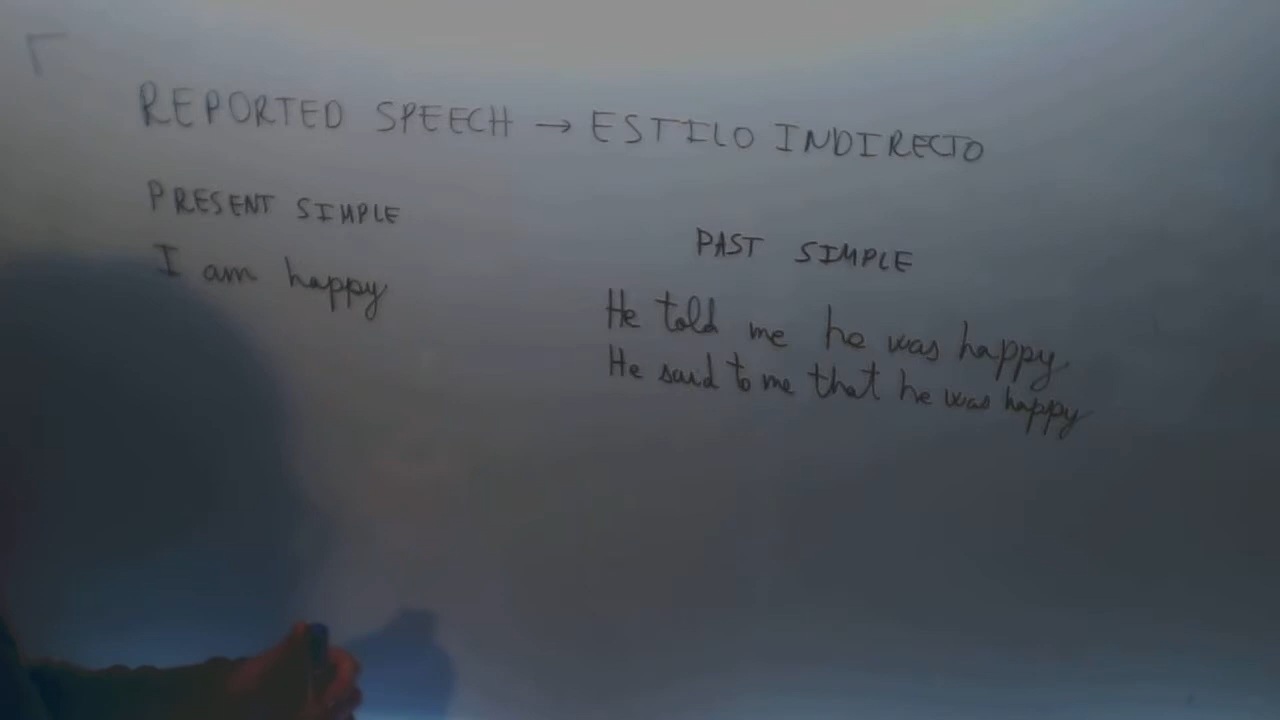 REPORTED SPEECH → ESTILO INDIRECTO
PRESENT SIMPLE
I am happy
PAST SIMPLE
He told me he was happy.
He said to me that he was happy